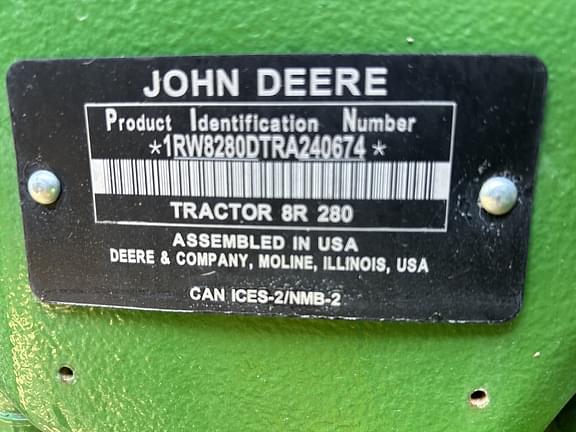 JOHN DEERE
Product Identification Number
*1RW8280DTRA240674*
TRACTOR 8R 280
ASSEMBLED IN USA
DEERE & COMPANY, MOLINE, ILLINOIS, USA
CAN ICES-2/NMB-2